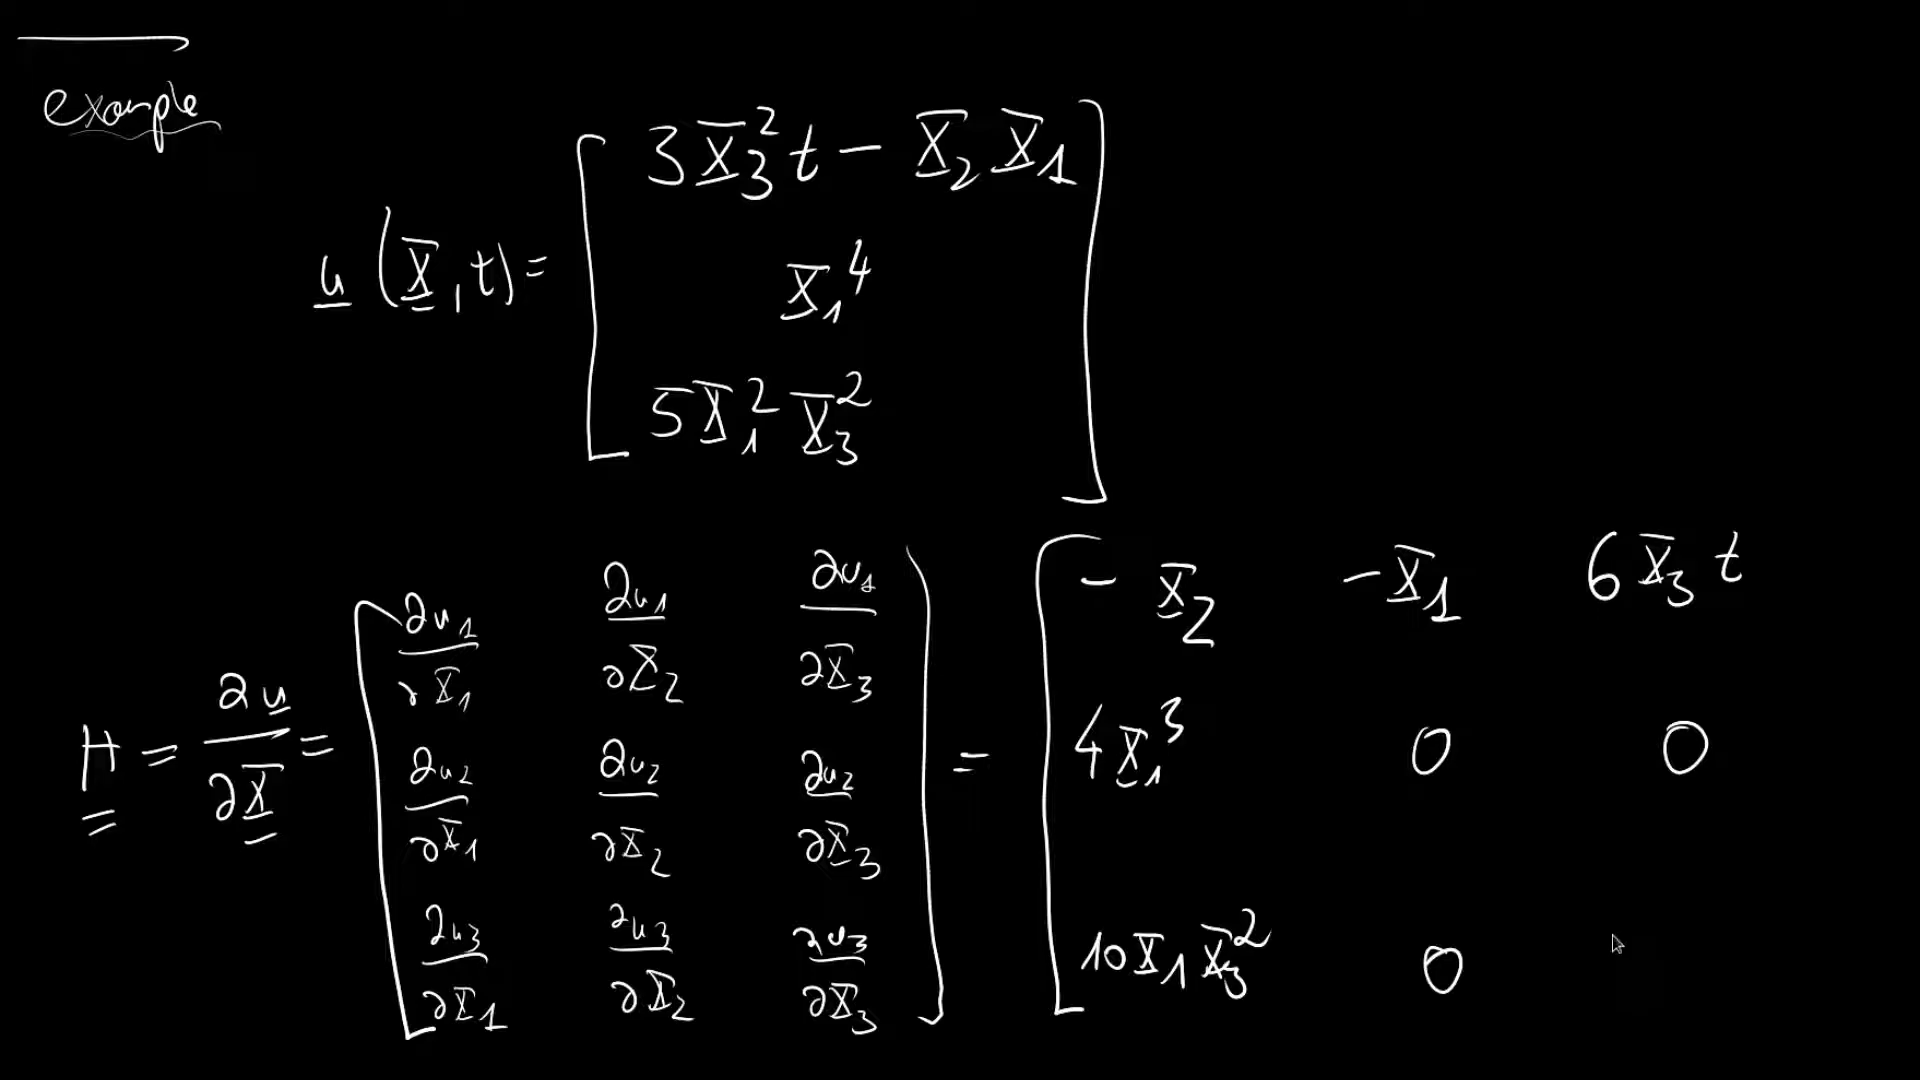 example
u(X,t)= [ 3X₃²t − X₂X₁
X₁⁴
5X₁²X₃² ]
H = ∂u/∂X = [ ∂u₁/∂X₁ ∂u₁/∂X₂ ∂u₁/∂X₃ ] = [ −X₂ −X₁ 6X₃t
∂u₂/∂X₁ ∂u₂/∂X₂ ∂u₂/∂X₃ 4X₁³ 0 0
∂u₃/∂X₁ ∂u₃/∂X₂ ∂u₃/∂X₃ 10X₁X₃² 0